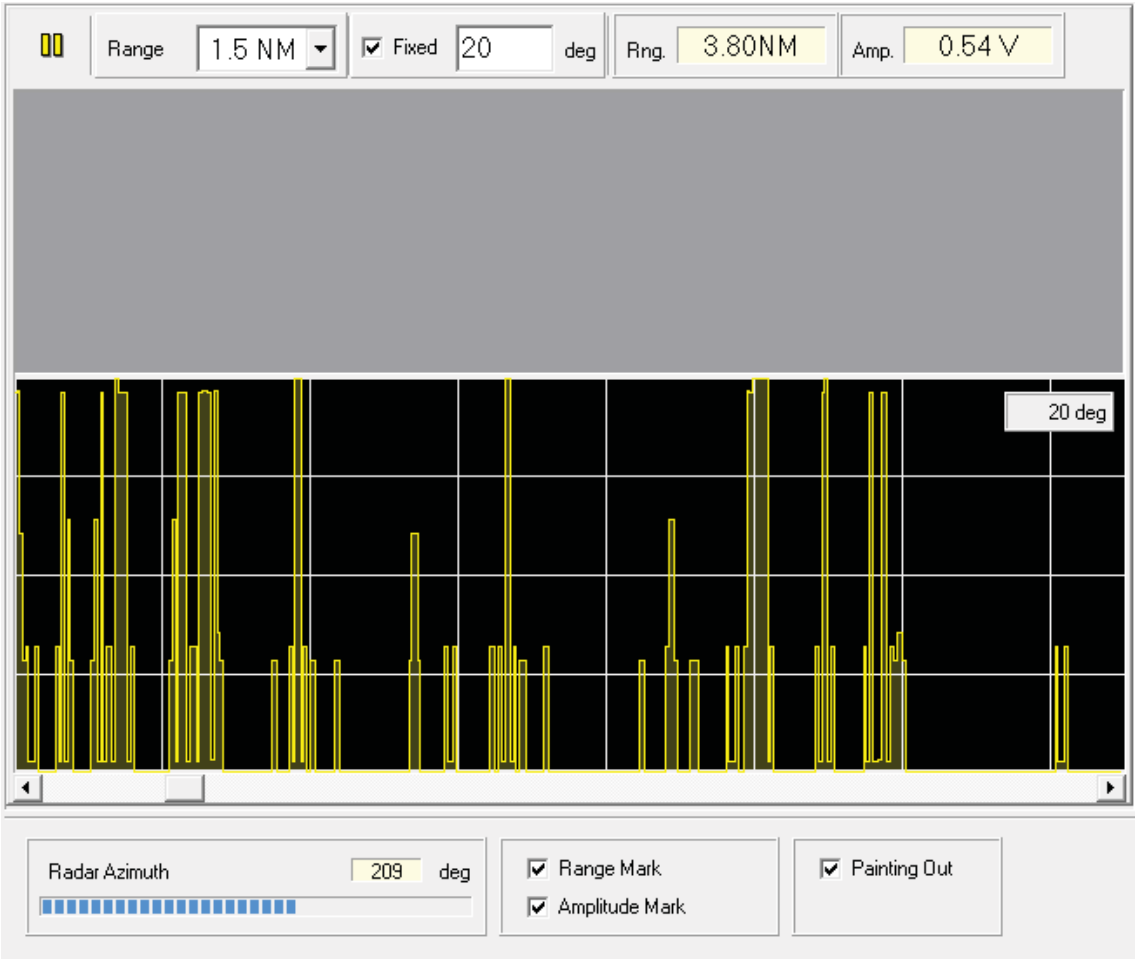 Range 1.5 NM Fixed 20 deg Rng. 3.80NM Amp. 0.54 V
20 deg
Radar Azimuth 209 deg
Range Mark
Painting Out
Amplitude Mark